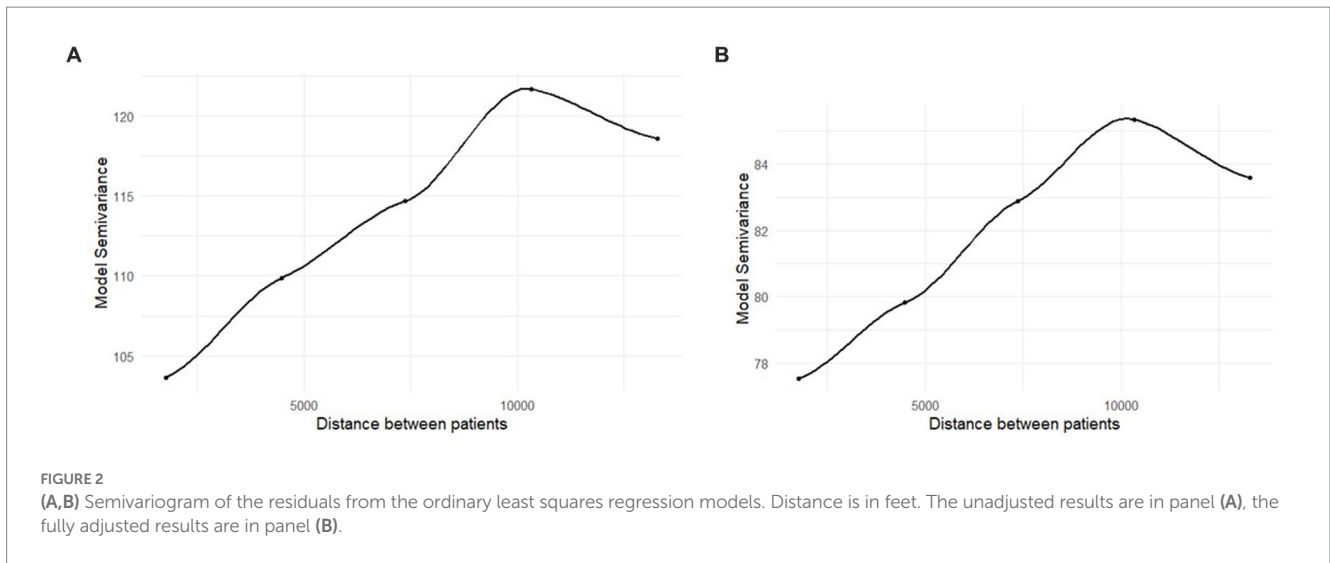 A
Model Semivariance
120
115
110
105
5000 10000
Distance between patients
B
Model Semivariance
84
82
80
78
5000 10000
Distance between patients
FIGURE 2
(A,B) Semivariogram of the residuals from the ordinary least squares regression models. Distance is in feet. The unadjusted results are in panel (A), the
fully adjusted results are in panel (B).